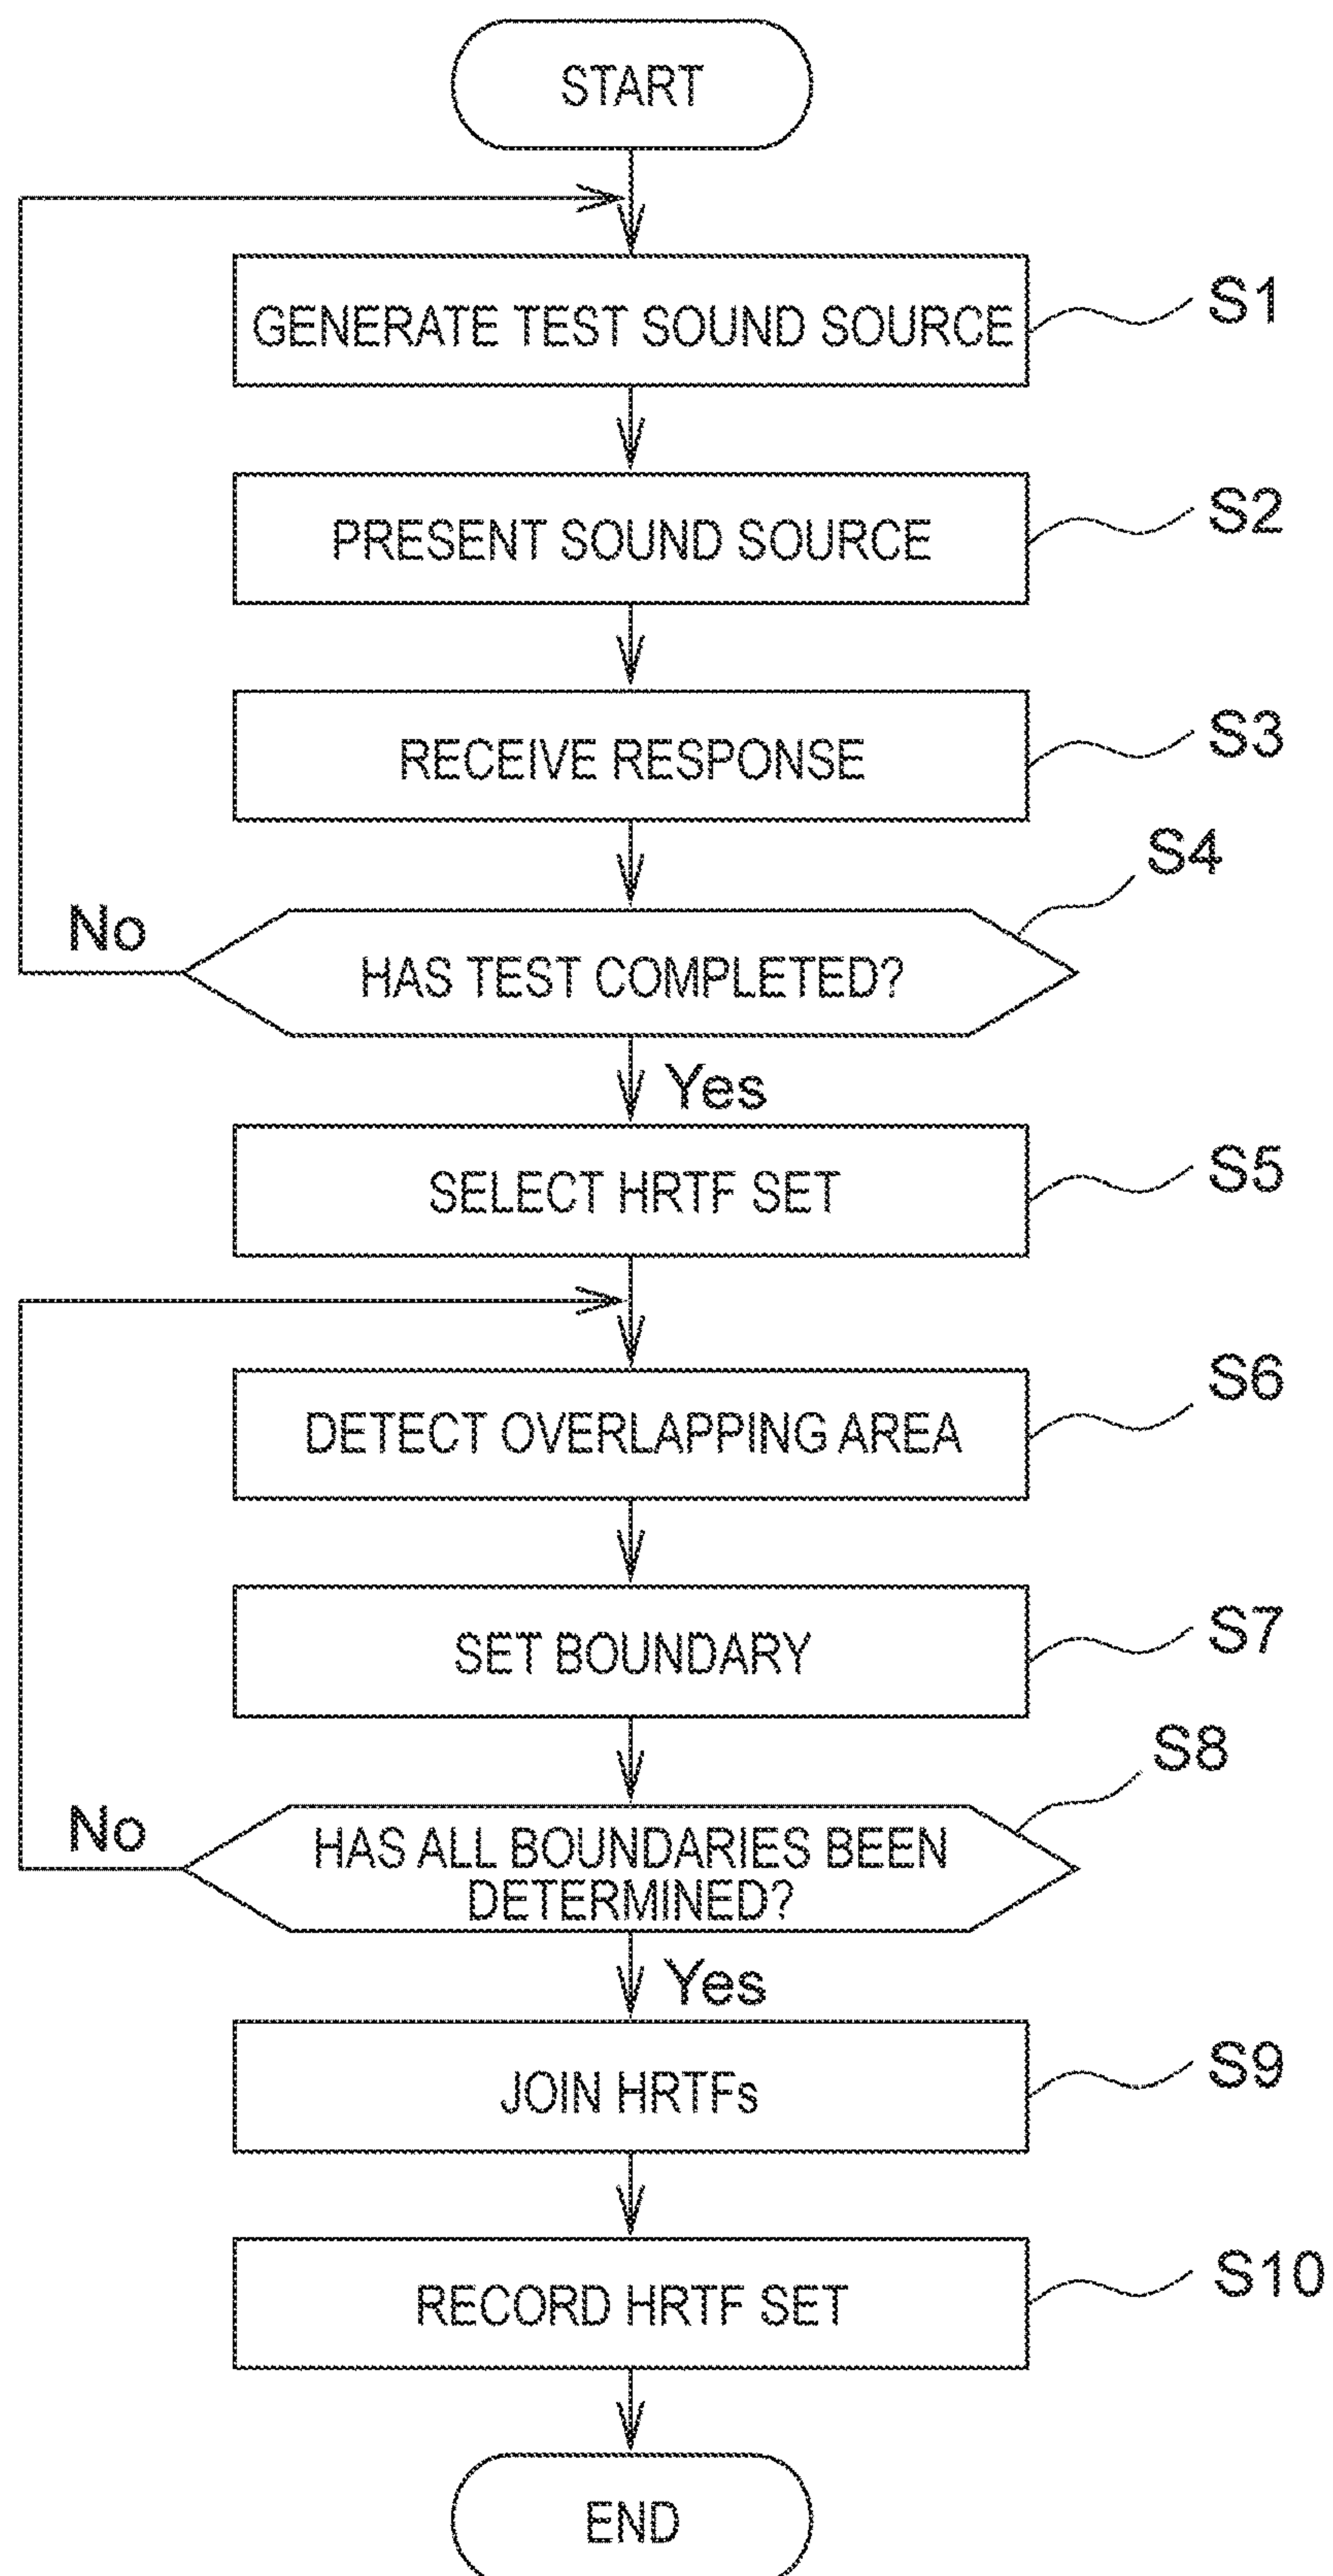 START
GENERATE TEST SOUND SOURCE
S1
PRESENT SOUND SOURCE
S2
RECEIVE RESPONSE
S3
S4
No
HAS TEST COMPLETED?
Yes
SELECT HRTF SET
S5
DETECT OVERLAPPING AREA
S6
SET BOUNDARY
S7
S8
No
HAS ALL BOUNDARIES BEEN
DETERMINED?
Yes
JOIN HRTFs
S9
RECORD HRTF SET
S10
END